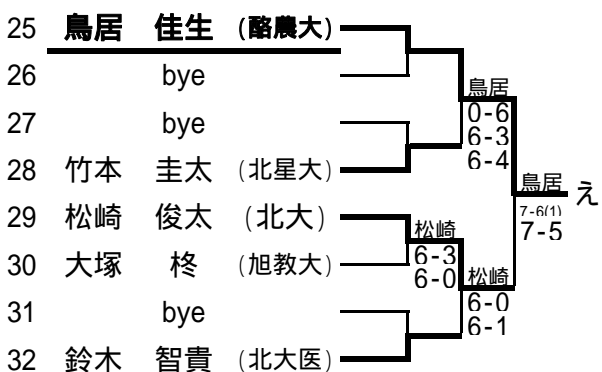 25 鳥居 佳生 (酪農大)
26 bye
27 bye
28 竹本 圭太 (北星大)
29 松崎 俊太 (北大)
30 大塚 柊 (旭教大)
31 bye
32 鈴木 智貴 (北大医)
松崎
6-3
6-0
鳥居
0-6
6-3
6-4
松崎
6-0
6-1
鳥居
7-6(1)
7-5
え